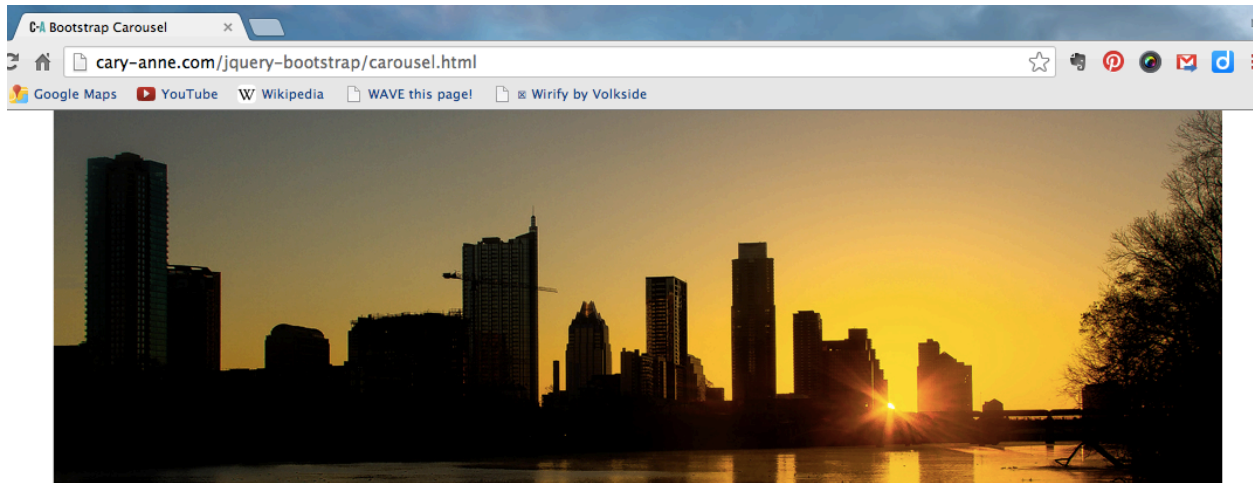 C-A Bootstrap Carousel
cary-anne.com/jquery-bootstrap/carousel.html
Google Maps YouTube W Wikipedia WAVE this page! Wirify by Volkside